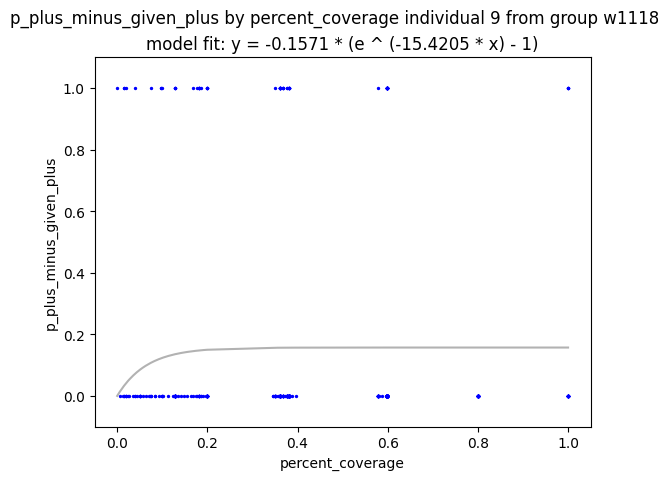 p_plus_minus_given_plus by percent_coverage individual 9 from group w1118
model fit: y = -0.1571 * (e ^ (-15.4205 * x) - 1)
1.0
0.8
0.6
0.4
0.2
0.0
p_plus_minus_given_plus
0.0 0.2 0.4 0.6 0.8 1.0
percent_coverage